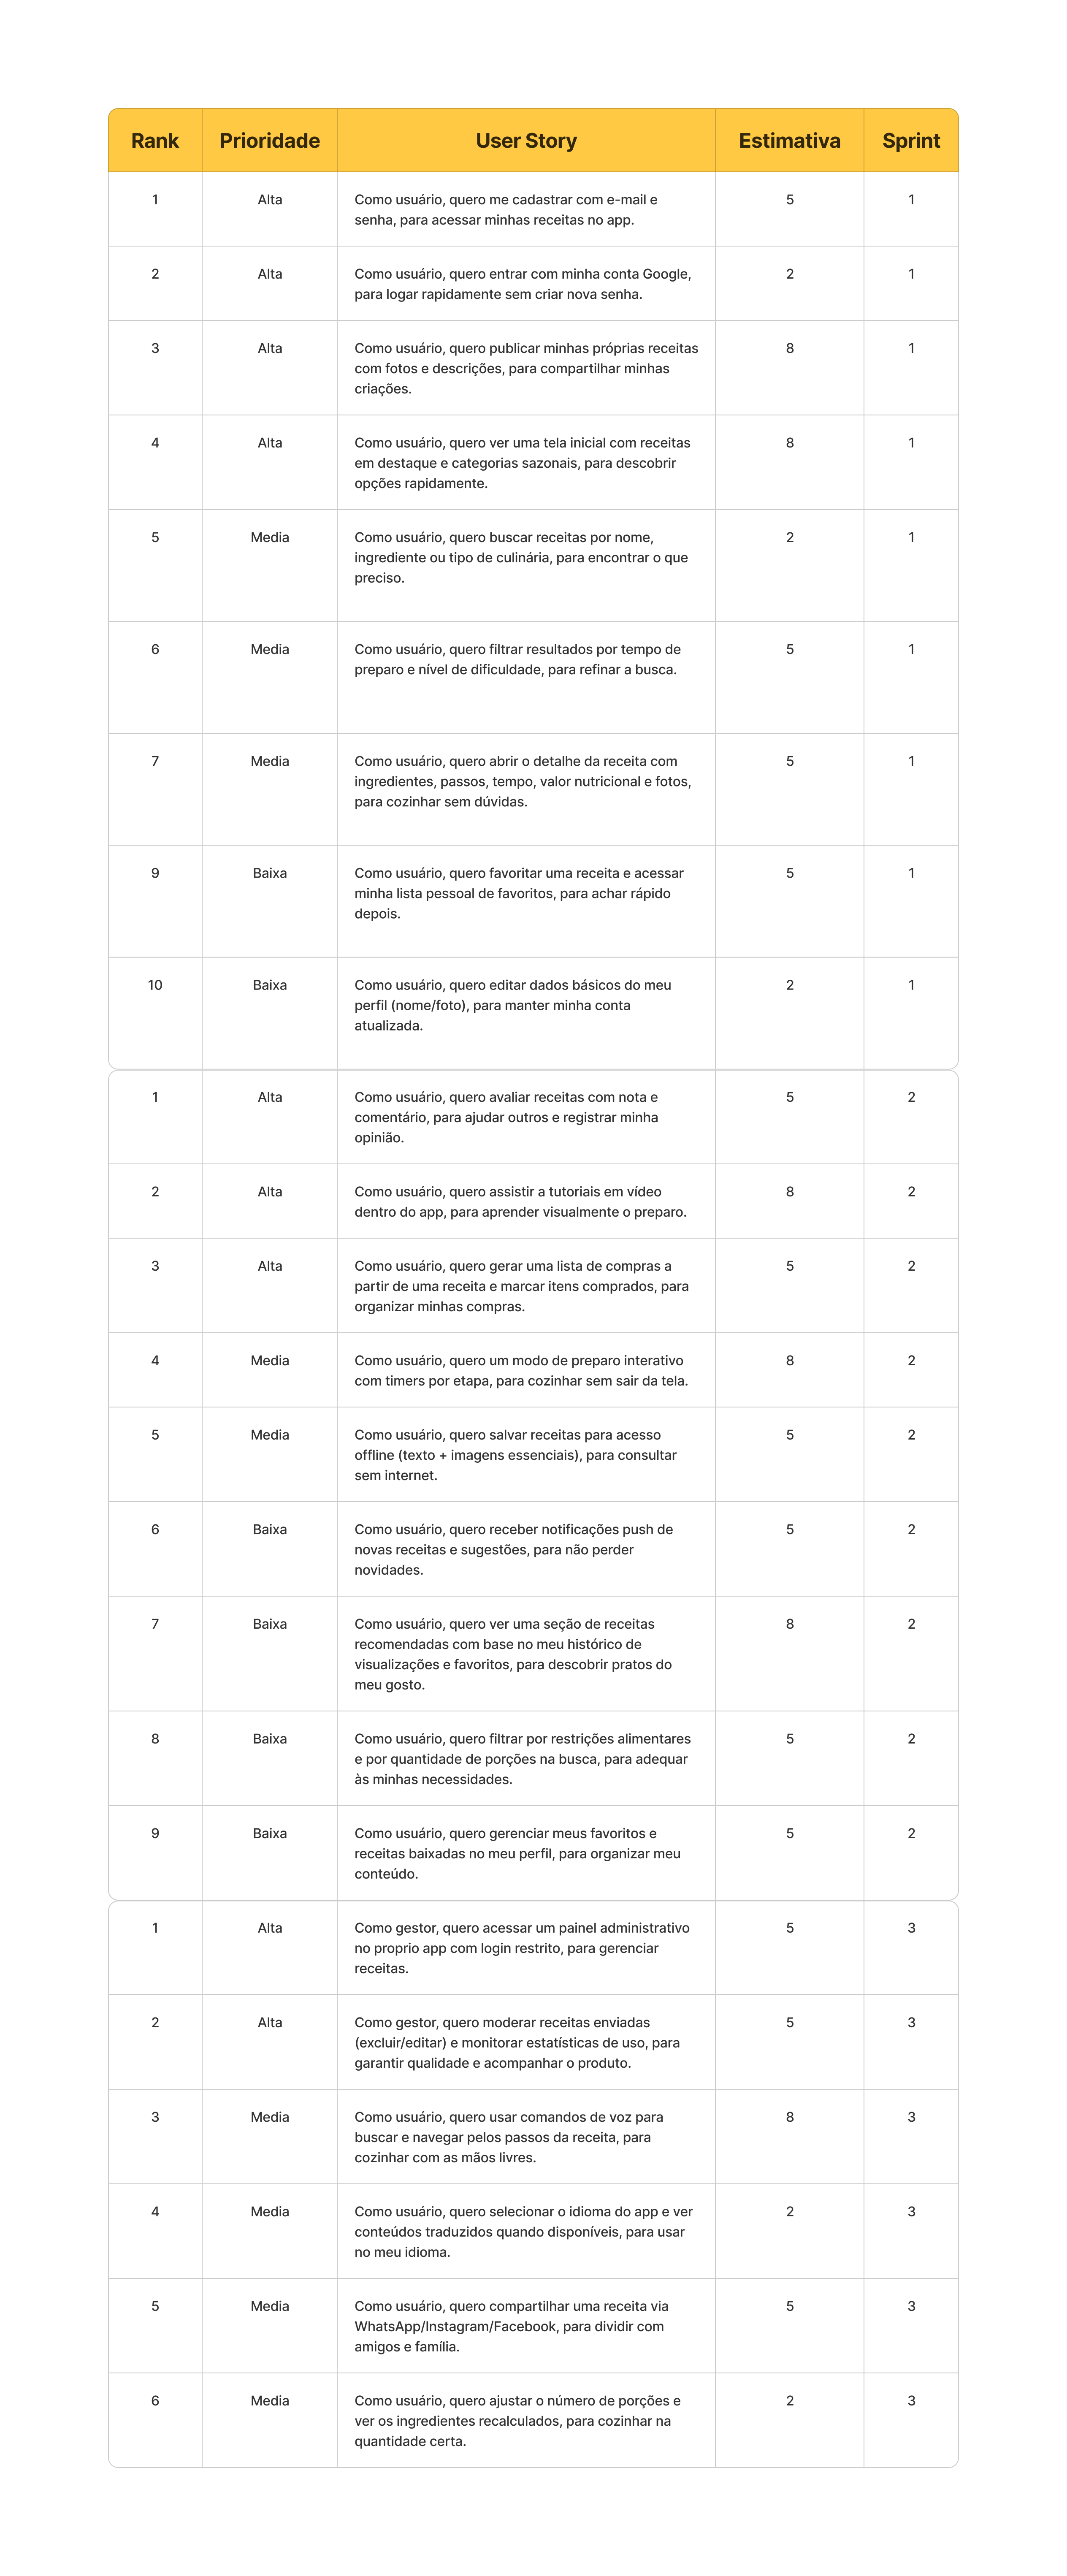 Rank Prioridade User Story Estimativa Sprint
1 Alta Como usuário, quero me cadastrar com e-mail e 5 1
senha, para acessar minhas receitas no app.
2 Alta Como usuário, quero entrar com minha conta Google, 2 1
para logar rapidamente sem criar nova senha.
3 Alta Como usuário, quero publicar minhas próprias receitas 8 1
com fotos e descrições, para compartilhar minhas
criações.
4 Alta Como usuário, quero ver uma tela inicial com receitas 8 1
em destaque e categorias sazonais, para descobrir
opções rapidamente.
5 Media Como usuário, quero buscar receitas por nome, 2 1
ingrediente ou tipo de culinária, para encontrar o que
preciso.
6 Media Como usuário, quero filtrar resultados por tempo de 5 1
preparo e nível de dificuldade, para refinar a busca.
7 Media Como usuário, quero abrir o detalhe da receita com 5 1
ingredientes, passos, tempo, valor nutricional e fotos,
para cozinhar sem dúvidas.
9 Baixa Como usuário, quero favoritar uma receita e acessar 5 1
minha lista pessoal de favoritos, para achar rápido
depois.
10 Baixa Como usuário, quero editar dados básicos do meu 2 1
perfil (nome/foto), para manter minha conta
atualizada.
1 Alta Como usuário, quero avaliar receitas com nota e 5 2
comentário, para ajudar outros e registrar minha
opinião.
2 Alta Como usuário, quero assistir a tutoriais em vídeo 8 2
dentro do app, para aprender visualmente o preparo.
3 Alta Como usuário, quero gerar uma lista de compras a 5 2
partir de uma receita e marcar itens comprados, para
organizar minhas compras.
4 Media Como usuário, quero um modo de preparo interativo 8 2
com timers por etapa, para cozinhar sem sair da tela.
5 Media Como usuário, quero salvar receitas para acesso 5 2
offline (texto + imagens essenciais), para consultar
sem internet.
6 Baixa Como usuário, quero receber notificações push de 5 2
novas receitas e sugestões, para não perder
novidades.
7 Baixa Como usuário, quero ver uma seção de receitas 8 2
recomendadas com base no meu histórico de
visualizações e favoritos, para descobrir pratos do
meu gosto.
8 Baixa Como usuário, quero filtrar por restrições alimentares 5 2
e por quantidade de porções na busca, para adequar
às minhas necessidades.
9 Baixa Como usuário, quero gerenciar meus favoritos e 5 2
receitas baixadas no meu perfil, para organizar meu
conteúdo.
1 Alta Como gestor, quero acessar um painel administrativo 5 3
no proprio app com login restrito, para gerenciar
receitas.
2 Alta Como gestor, quero moderar receitas enviadas 5 3
(excluir/editar) e monitorar estatísticas de uso, para
garantir qualidade e acompanhar o produto.
3 Media Como usuário, quero usar comandos de voz para 8 3
buscar e navegar pelos passos da receita, para
cozinhar com as mãos livres.
4 Media Como usuário, quero selecionar o idioma do app e ver 2 3
conteúdos traduzidos quando disponíveis, para usar
no meu idioma.
5 Media Como usuário, quero compartilhar uma receita via 5 3
WhatsApp/Instagram/Facebook, para dividir com
amigos e família.
6 Media Como usuário, quero ajustar o número de porções e 2 3
ver os ingredientes recalculados, para cozinhar na
quantidade certa.